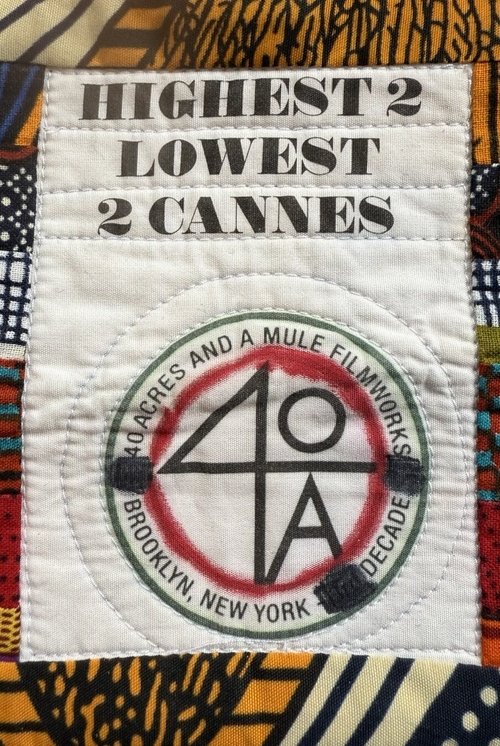 HIGHEST 2
LOWEST
2 CANNES
40 ACRES AND A MULE FILMWORKS
40
A
BROOKLYN, NEW YORK -
DECADE